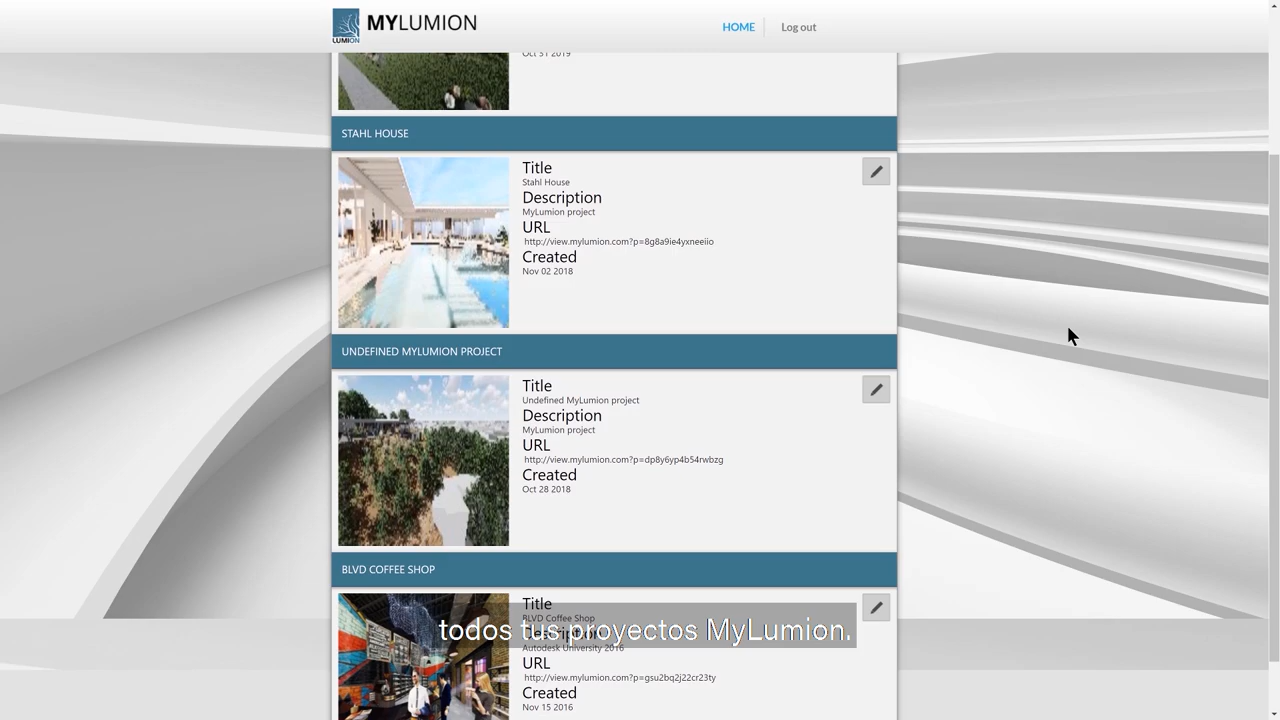 LUMION
MYLUMION
HOME
Log out
Oct 31 2019
STAHL HOUSE
Title
Stahl House
Description
MyLumion project
URL
http://view.mylumion.com?p=8g8a9ie4yxneeiio
Created
Nov 02 2018
UNDEFINED MYLUMION PROJECT
Title
Undefined MyLumion project
Description
MyLumion project
URL
http://view.mylumion.com?p=dp8y6yp4b54rwbzg
Created
Oct 28 2018
BLVD COFFEE SHOP
Title
BLVD Coffee Shop
Description
todos tus proyectos MyLumion.
Autodesk University 2016
URL
http://view.mylumion.com?p=gsu2bq2j22cr23ty
Created
Nov 15 2016